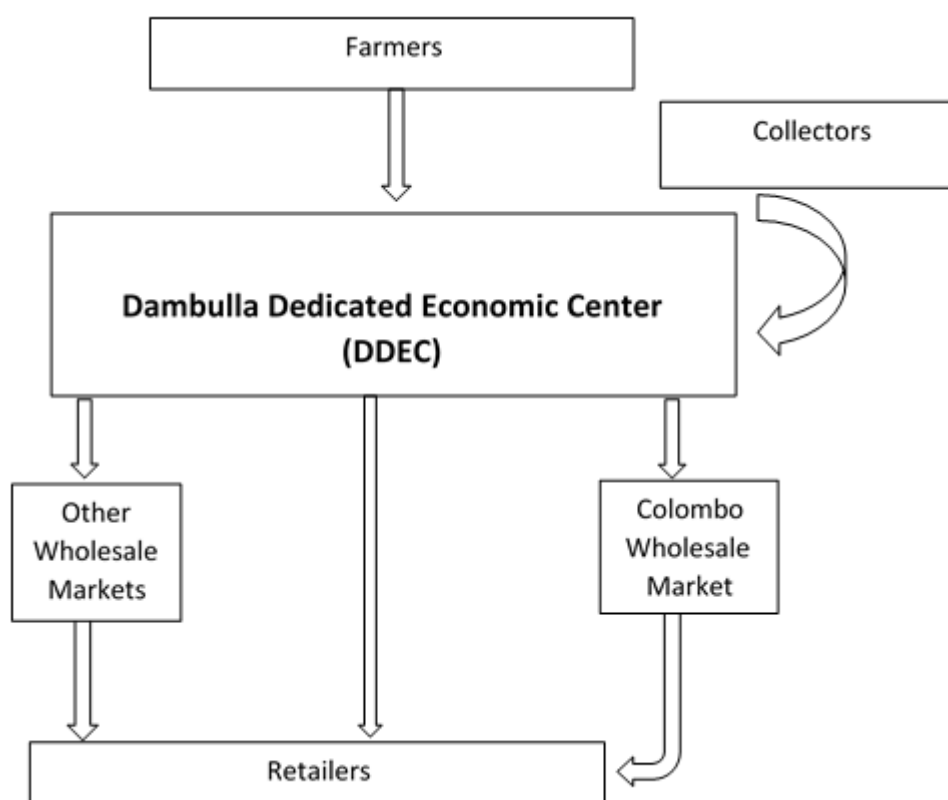 Farmers
Collectors
Dambulla Dedicated Economic Center
(DDEC)
Other
Wholesale
Markets
Colombo
Wholesale
Market
Retailers